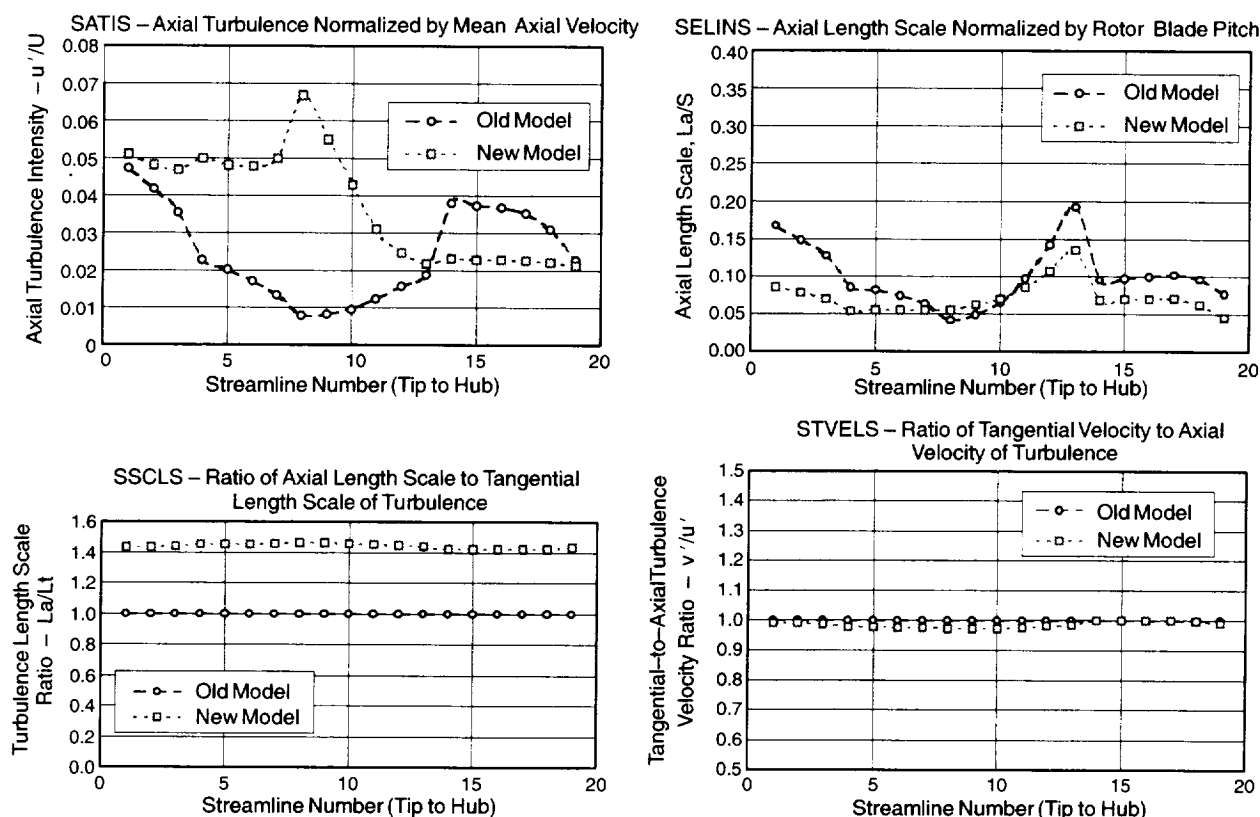 SATIS – Axial Turbulence Normalized by Mean Axial Velocity
Axial Turbulence Intensity – u'/U
0.08
0.07
0.06
0.05
0.04
0.03
0.02
0.01
0
0
5
10
15
20
Old Model
New Model
Streamline Number (Tip to Hub)
SELINS – Axial Length Scale Normalized by Rotor Blade Pitch
Axial Length Scale, La/S
0.40
0.35
0.30
0.25
0.20
0.15
0.10
0.05
0.00
0
5
10
15
20
Old Model
New Model
Streamline Number (Tip to Hub)
SSCLS – Ratio of Axial Length Scale to Tangential
Length Scale of Turbulence
Turbulence Length Scale
Ratio – La/Lt
1.6
1.4
1.2
1.0
0.8
0.6
0.4
0.2
0.0
0
5
10
15
20
Old Model
New Model
Streamline Number (Tip to Hub)
STVELS – Ratio of Tangential Velocity to Axial
Velocity of Turbulence
Tangential–to–Axial Turbulence
Velocity Ratio – v'/u'
1.5
1.4
1.3
1.2
1.1
1.0
0.9
0.8
0.7
0.6
0.5
0
5
10
15
20
Old Model
New Model
Streamline Number (Tip to Hub)